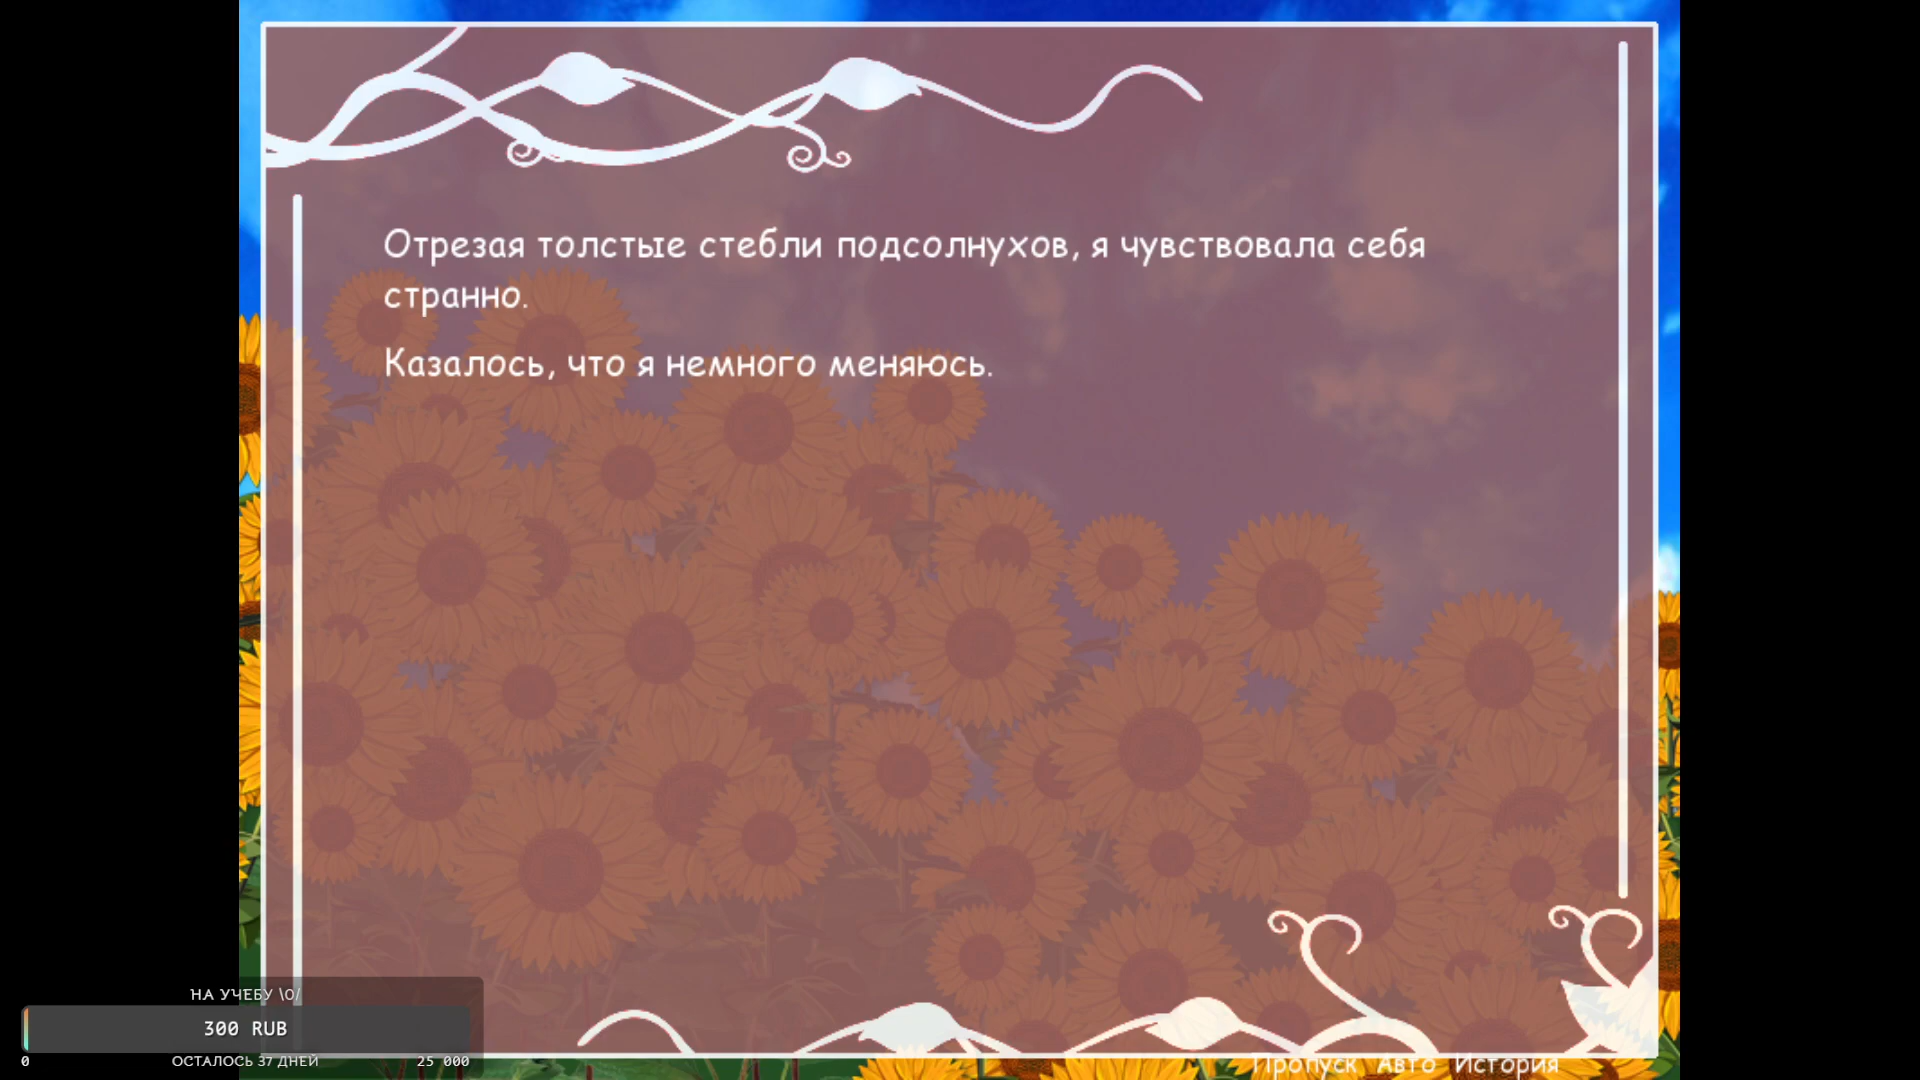 Отрезая толстые стебли подсолнухов, я чувствовала себя
странно.
Казалось, что я немного меняюсь.
НА УЧЕБУ \O/
300 RUB
0 ОСТАЛОСЬ 37 ДНЕЙ 25 000
Пропуск Авто История